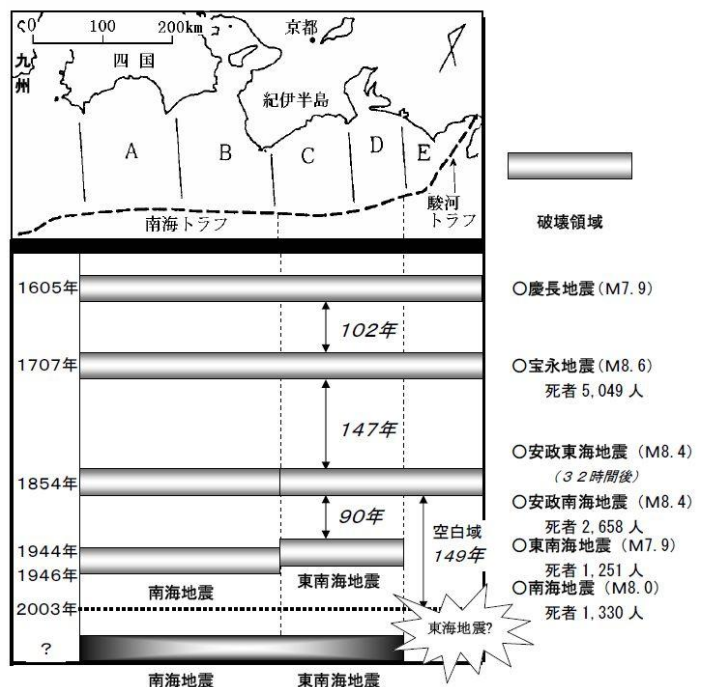 0 100 200km
京都
九州
四国
紀伊半島
A B C D E
南海トラフ
駿河
トラフ
破壊領域
1605年
○慶長地震(M7.9)
102年
1707年
○宝永地震(M8.6)
死者 5,049 人
147年
○安政東海地震 (M8.4)
(32時間後)
1854年
○安政南海地震 (M8.4)
死者 2,658 人
90年
空白域
149年
1944年
○東南海地震 (M7.9)
死者 1,251 人
1946年
南海地震
東南海地震
○南海地震(M8.0)
死者 1,330 人
2003年
東海地震?
?
南海地震
東南海地震